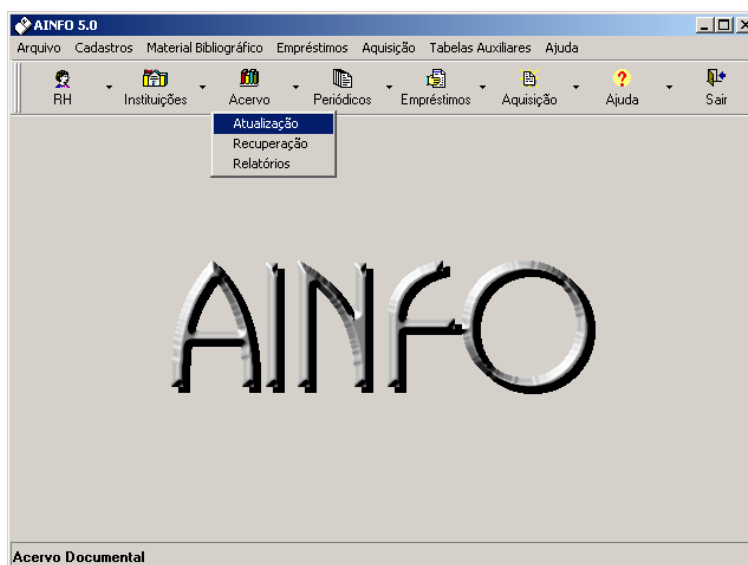 AINFO 5.0
Arquivo Cadastros Material Bibliográfico Empréstimos Aquisição Tabelas Auxiliares Ajuda
RH Instituições Acervo Periódicos Empréstimos Aquisição Ajuda Sair
Atualização
Recuperação
Relatórios
AINFO
Acervo Documental